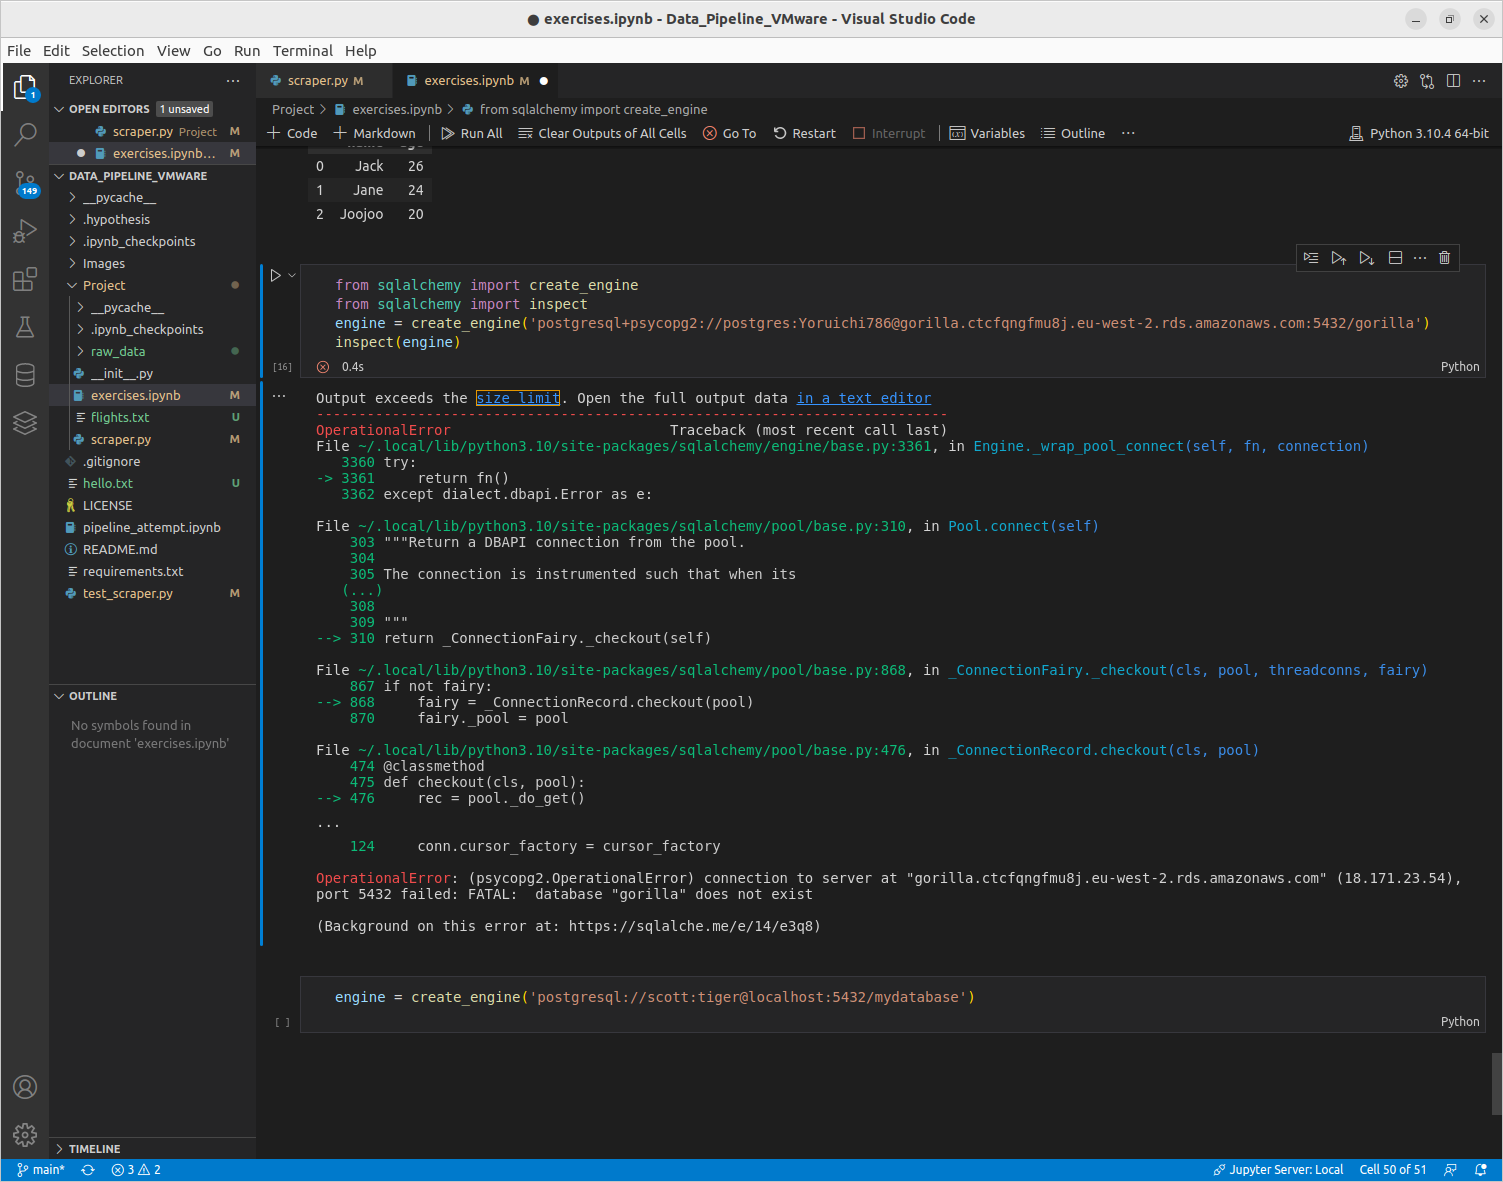 ● exercises.ipynb - Data_Pipeline_VMware - Visual Studio Code
File Edit Selection View Go Run Terminal Help
EXPLORER
scraper.py M
exercises.ipynb M
OPEN EDITORS 1 unsaved
scraper.py Project M
exercises.ipynb... M
DATA_PIPELINE_VMWARE
__pycache__
.hypothesis
.ipynb_checkpoints
Images
Project
__pycache__
.ipynb_checkpoints
raw_data
__init__.py
exercises.ipynb M
flights.txt U
scraper.py M
.gitignore
hello.txt U
LICENSE
pipeline_attempt.ipynb
README.md
requirements.txt
test_scraper.py M
OUTLINE
No symbols found in
document 'exercises.ipynb'
TIMELINE
1
149
Project > exercises.ipynb > from sqlalchemy import create_engine
+ Code + Markdown Run All Clear Outputs of All Cells Go To Restart Interrupt Variables Outline ... Python 3.10.4 64-bit
0 Jack 26
1 Jane 24
2 Joojoo 20
from sqlalchemy import create_engine
from sqlalchemy import inspect
engine = create_engine('postgresql+psycopg2://postgres:Yoruichi786@gorilla.ctcfqngfmu8j.eu-west-2.rds.amazonaws.com:5432/gorilla')
inspect(engine)
[16] 0.4s Python
Output exceeds the size limit. Open the full output data in a text editor
---------------------------------------------------------------------------
OperationalError Traceback (most recent call last)
File ~/.local/lib/python3.10/site-packages/sqlalchemy/engine/base.py:3361, in Engine._wrap_pool_connect(self, fn, connection)
3360 try:
-> 3361 return fn()
3362 except dialect.dbapi.Error as e:
File ~/.local/lib/python3.10/site-packages/sqlalchemy/pool/base.py:310, in Pool.connect(self)
303 """Return a DBAPI connection from the pool.
304
305 The connection is instrumented such that when its
(...)
308
309 """
--> 310 return _ConnectionFairy._checkout(self)
File ~/.local/lib/python3.10/site-packages/sqlalchemy/pool/base.py:868, in _ConnectionFairy._checkout(cls, pool, threadconns, fairy)
867 if not fairy:
--> 868 fairy = _ConnectionRecord.checkout(pool)
870 fairy._pool = pool
File ~/.local/lib/python3.10/site-packages/sqlalchemy/pool/base.py:476, in _ConnectionRecord.checkout(cls, pool)
474 @classmethod
475 def checkout(cls, pool):
--> 476 rec = pool._do_get()
...
124 conn.cursor_factory = cursor_factory
OperationalError: (psycopg2.OperationalError) connection to server at "gorilla.ctcfqngfmu8j.eu-west-2.rds.amazonaws.com" (18.171.23.54),
port 5432 failed: FATAL: database "gorilla" does not exist
(Background on this error at: https://sqlalche.me/e/14/e3q8)
engine = create_engine('postgresql://scott:tiger@localhost:5432/mydatabase')
[ ] Python
main* 3 2 Jupyter Server: Local Cell 50 of 51